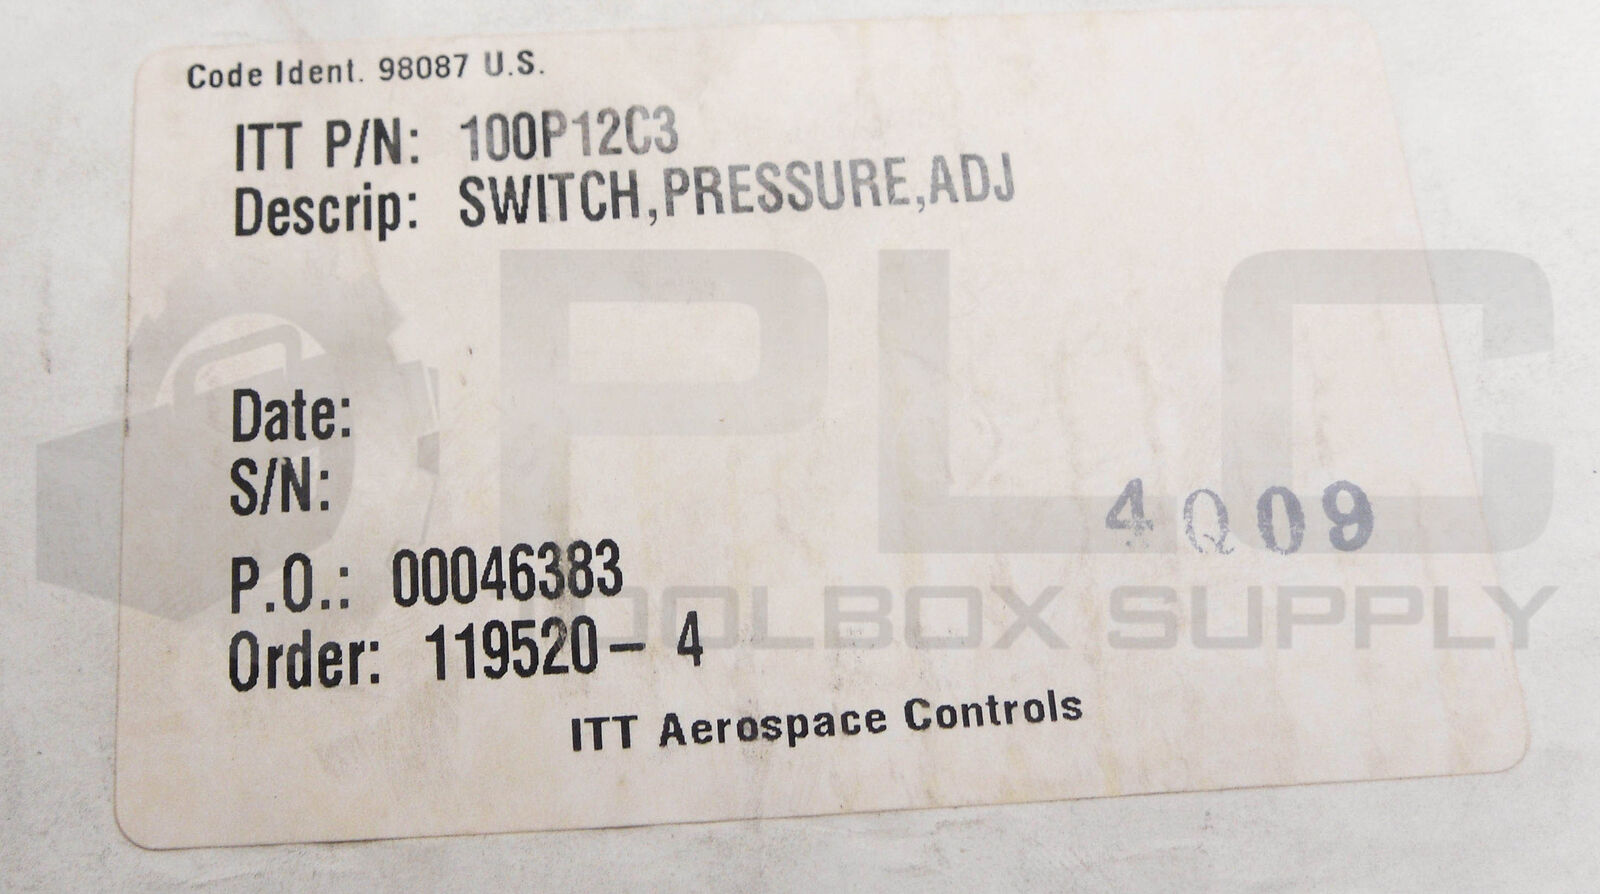 Code Ident. 98087 U.S.
ITT P/N: 100P12C3
Descrip: SWITCH,PRESSURE,ADJ
PLC
Date:
S/N:
4Q09
P.O.: 00046383
TOOLBOX SUPPLY
Order: 119520- 4
ITT Aerospace Controls